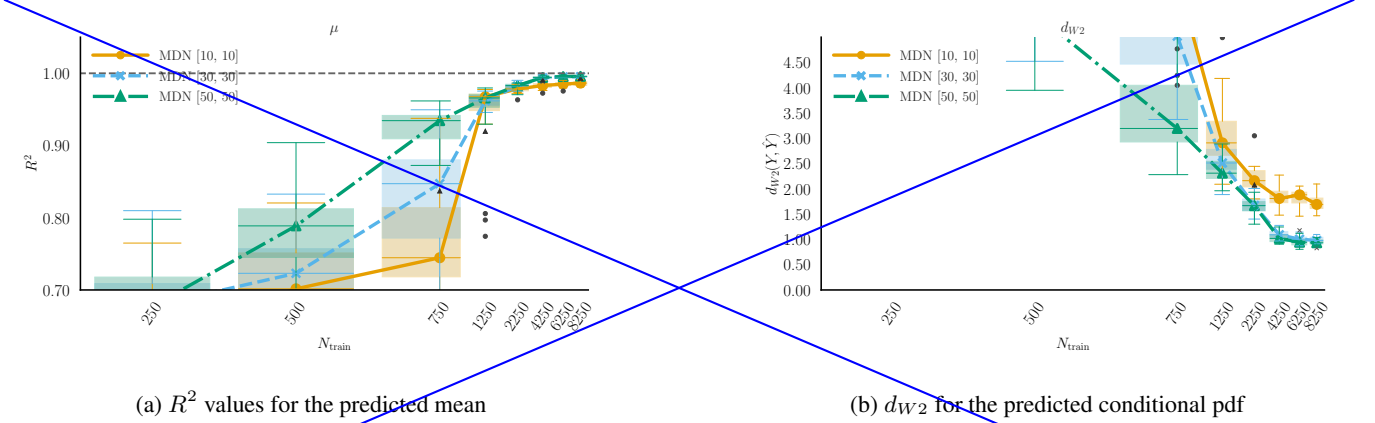 μ
MDN [10, 10]
MDN [30, 30]
MDN [50, 50]
1.00
0.90
0.80
0.70
R²
250
500
750
1250
2250
4250
6250
8250
N_train
(a) R² values for the predicted mean
d_W2
MDN [10, 10]
MDN [30, 30]
MDN [50, 50]
4.50
4.00
3.50
3.00
2.50
2.00
1.50
1.00
0.50
0.00
d_W2(Y, Ŷ)
250
500
750
1250
2250
4250
6250
8250
N_train
(b) d_W2 for the predicted conditional pdf